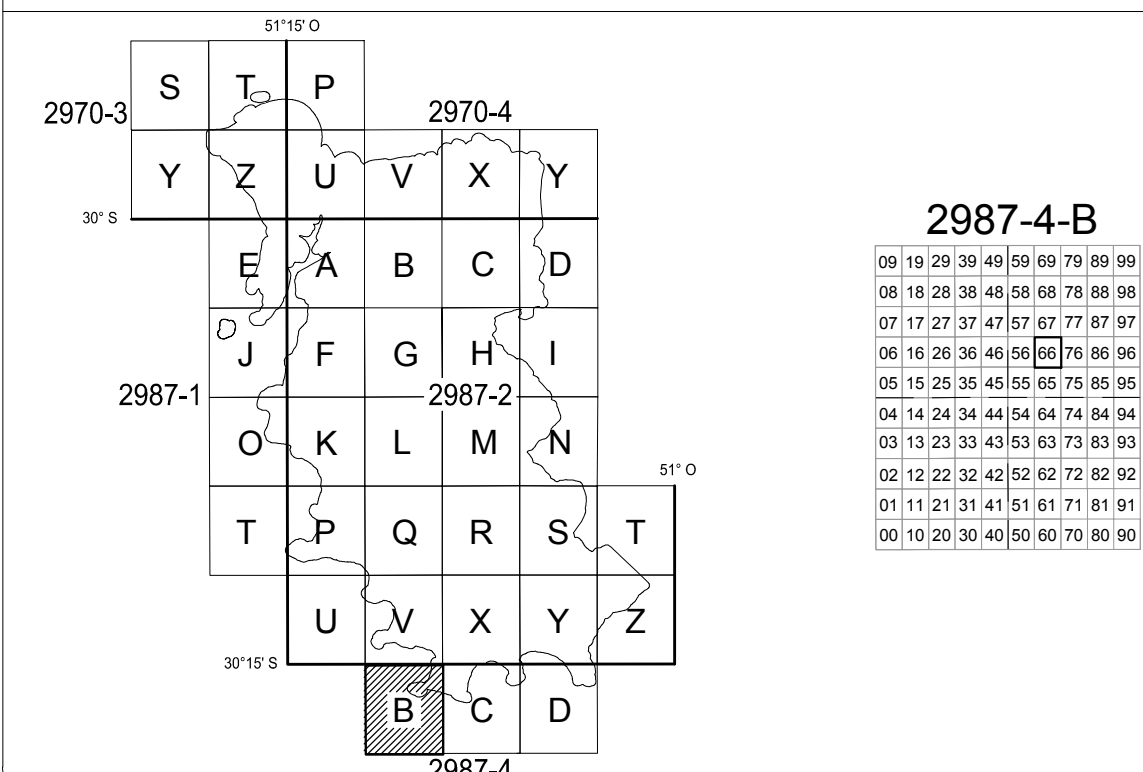 51°15' O
S T P
2970-3
2970-4
Y Z U V X Y
30° S
E A B C D
J F G H I
2987-1
2987-2
O K L M N
51° O
T P Q R S T
U V X Y Z
30°15' S
B C D
2987-4
2987-4-B
09 19 29 39 49 59 69 79 89 99
08 18 28 38 48 58 68 78 88 98
07 17 27 37 47 57 67 77 87 97
06 16 26 36 46 56 66 76 86 96
05 15 25 35 45 55 65 75 85 95
04 14 24 34 44 54 64 74 84 94
03 13 23 33 43 53 63 73 83 93
02 12 22 32 42 52 62 72 82 92
01 11 21 31 41 51 61 71 81 91
00 10 20 30 40 50 60 70 80 90